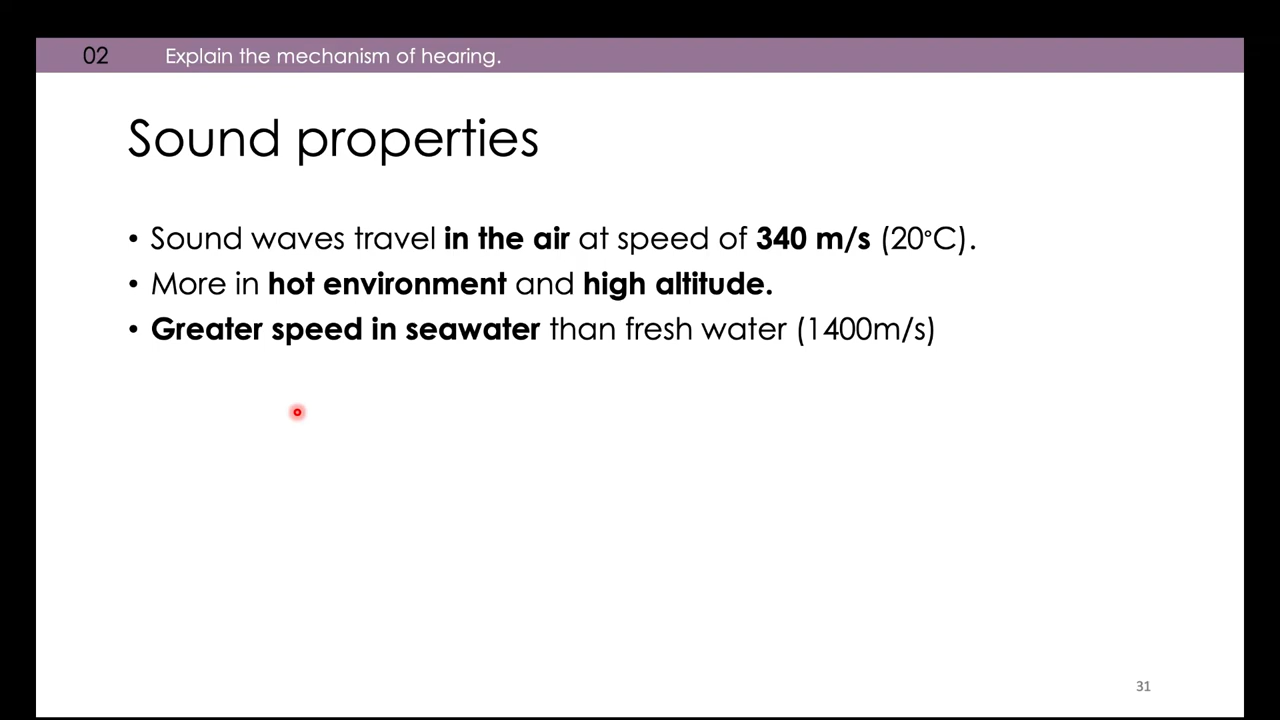 02 Explain the mechanism of hearing.
Sound properties
• Sound waves travel in the air at speed of 340 m/s (20°C).
• More in hot environment and high altitude.
• Greater speed in seawater than fresh water (1400m/s)
31